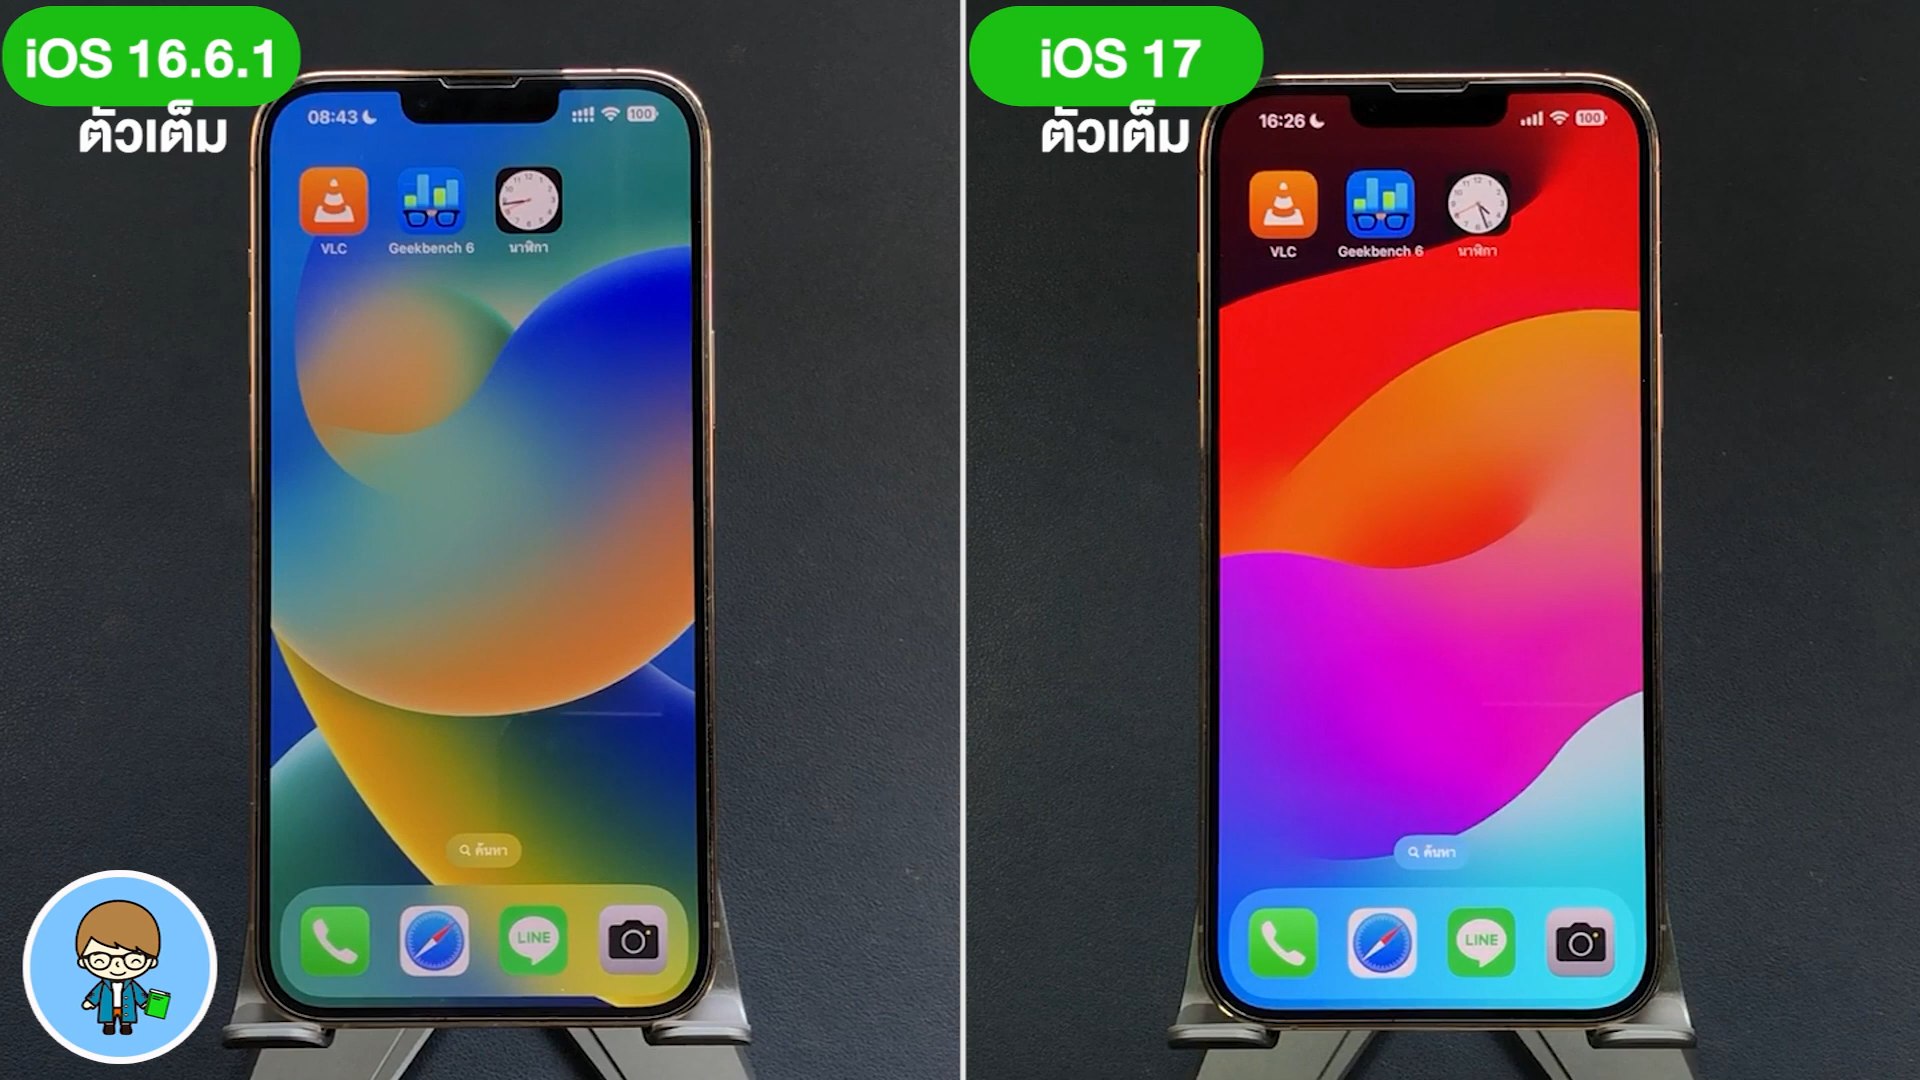 iOS 16.6.1
ตัวเต็ม
08:43
100
VLC
Geekbench 6
นาฬิกา
ค้นหา
LINE
iOS 17
ตัวเต็ม
16:26
100
VLC
Geekbench 6
นาฬิกา
ค้นหา
LINE